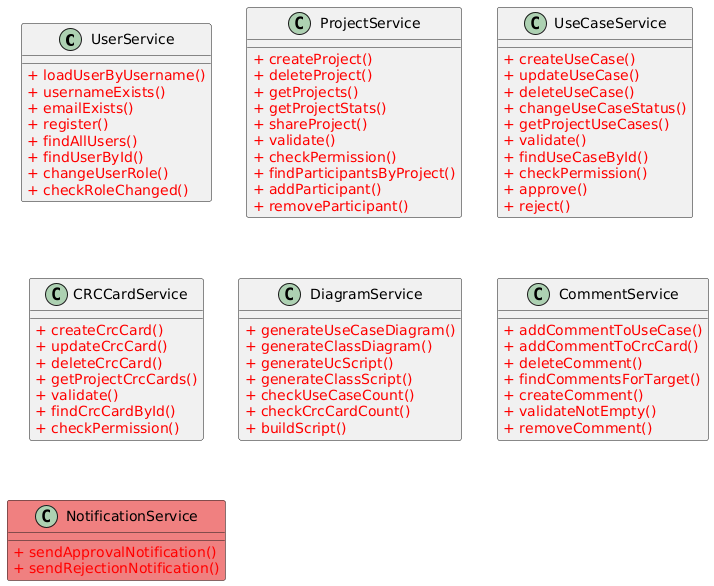 C UserService
+ loadUserByUsername()
+ usernameExists()
+ emailExists()
+ register()
+ findAllUsers()
+ findUserById()
+ changeUserRole()
+ checkRoleChanged()
C ProjectService
+ createProject()
+ deleteProject()
+ getProjects()
+ getProjectStats()
+ shareProject()
+ validate()
+ checkPermission()
+ findParticipantsByProject()
+ addParticipant()
+ removeParticipant()
C UseCaseService
+ createUseCase()
+ updateUseCase()
+ deleteUseCase()
+ changeUseCaseStatus()
+ getProjectUseCases()
+ validate()
+ findUseCaseById()
+ checkPermission()
+ approve()
+ reject()
C CRCCardService
+ createCrcCard()
+ updateCrcCard()
+ deleteCrcCard()
+ getProjectCrcCards()
+ validate()
+ findCrcCardById()
+ checkPermission()
C DiagramService
+ generateUseCaseDiagram()
+ generateClassDiagram()
+ generateUcScript()
+ generateClassScript()
+ checkUseCaseCount()
+ checkCrcCardCount()
+ buildScript()
C CommentService
+ addCommentToUseCase()
+ addCommentToCrcCard()
+ deleteComment()
+ findCommentsForTarget()
+ createComment()
+ validateNotEmpty()
+ removeComment()
C NotificationService
+ sendApprovalNotification()
+ sendRejectionNotification()